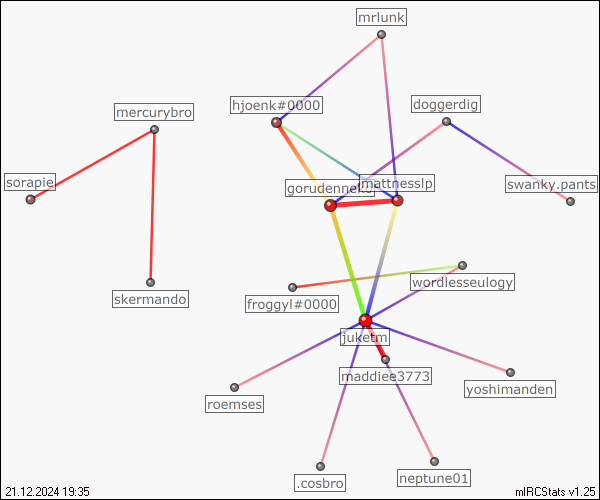 mrlunk
hjoenk#0000
doggerdig
mercurybro
sorapie
mattnesslp
swanky.pants
skermando
froggyl#0000
wordlesseulogy
juketm
maddiee3773
yoshimanden
roemses
.cosbro
neptune01
21.12.2024 19:35
mIRCStats v1.25